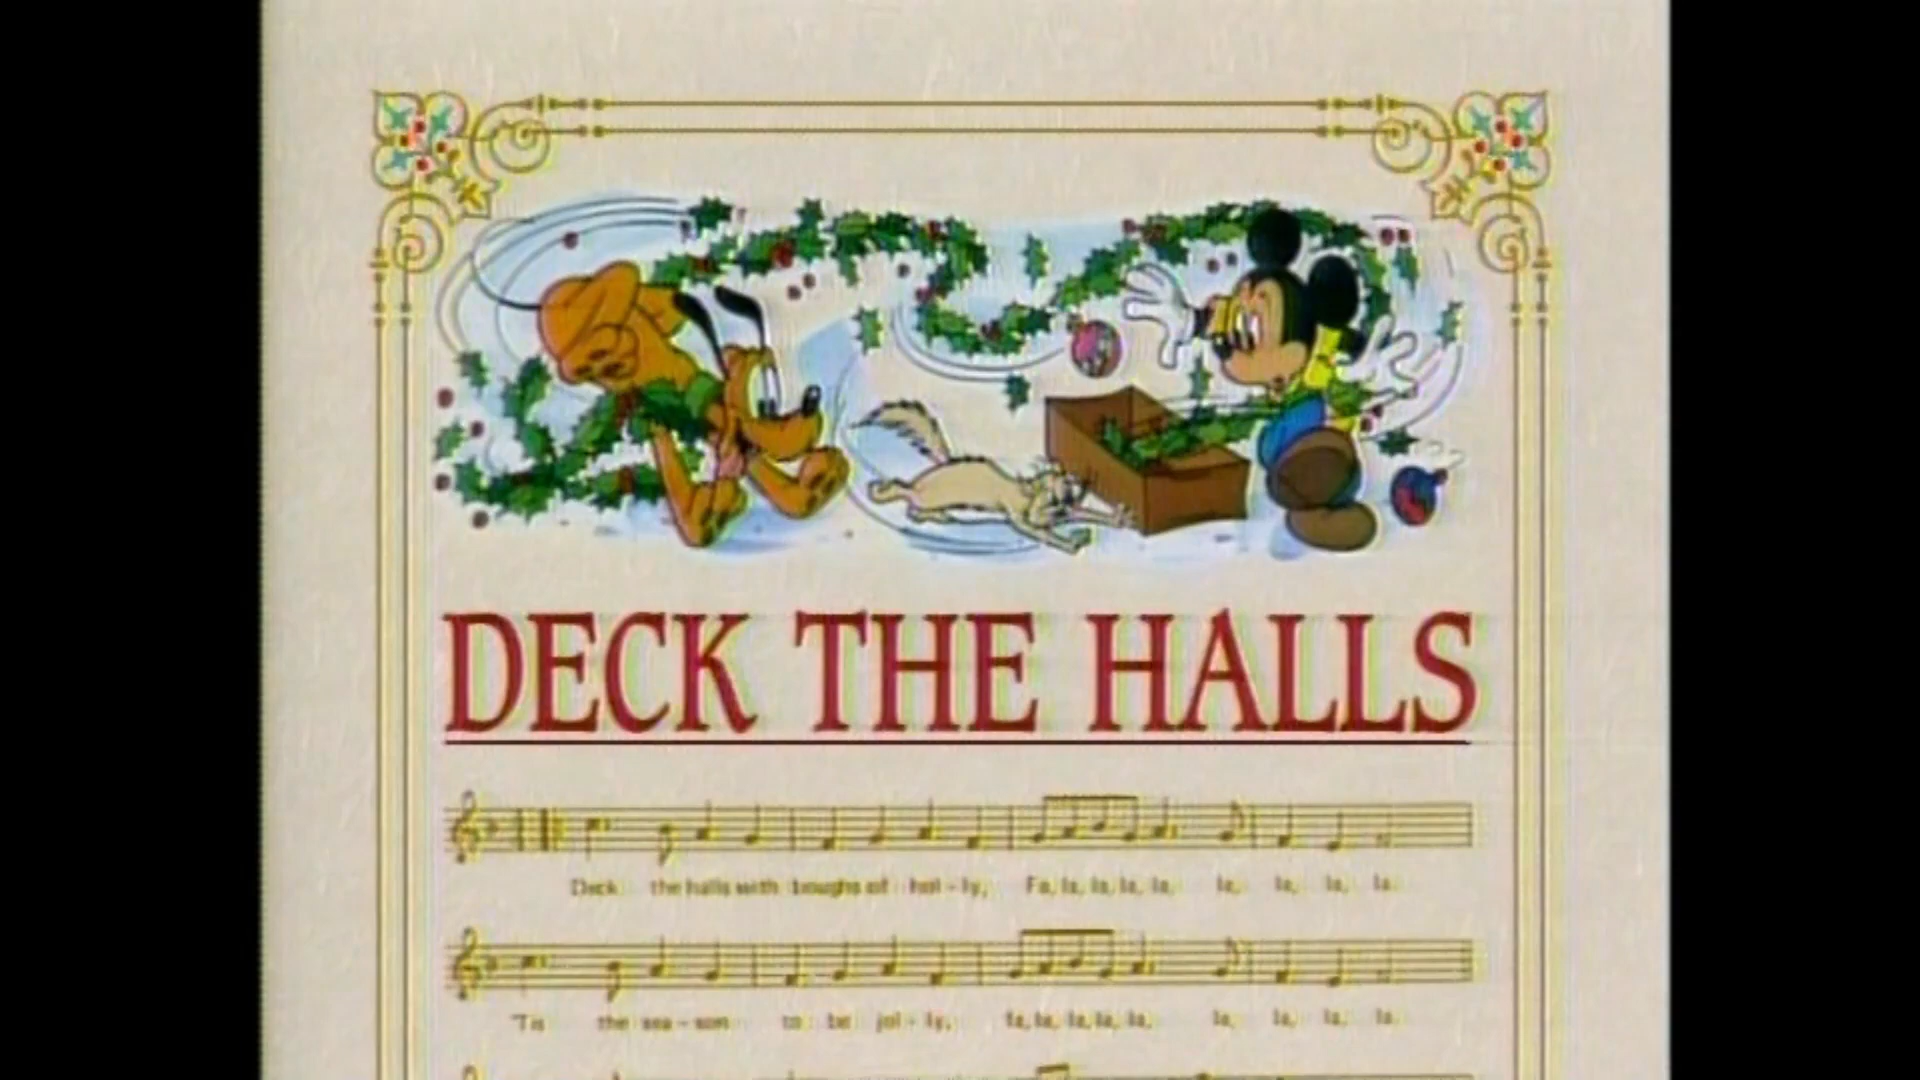 DECK THE HALLS
Deck the halls with boughs of hol - ly, Fa, la, la, la, la, la, la, la, la.
'Tis the sea - son to be jol - ly, fa, la, la, la, la, la, la, la, la.